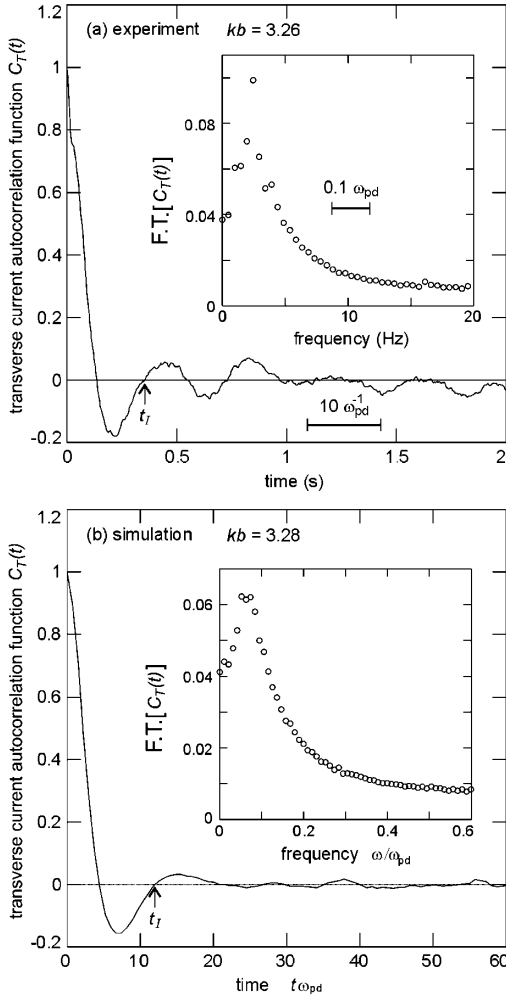 (a) experiment kb = 3.26
transverse current autocorrelation function C_T(t)
1.2
1
0.8
0.6
0.4
0.2
0
-0.2
t_I
10 ω_pd^-1
0 0.5 1 1.5 2
time (s)
F.T.[C_T(t)]
0.08
0.04
0
0.1 ω_pd
0 10 20
frequency (Hz)
(b) simulation kb = 3.28
transverse current autocorrelation function C_T(t)
1.2
1
0.8
0.6
0.4
0.2
0
-0.2
t_I
0 10 20 30 40 50 60
time tω_pd
F.T.[C_T(t)]
0.06
0.04
0.02
0
0 0.2 0.4 0.6
frequency ω/ω_pd